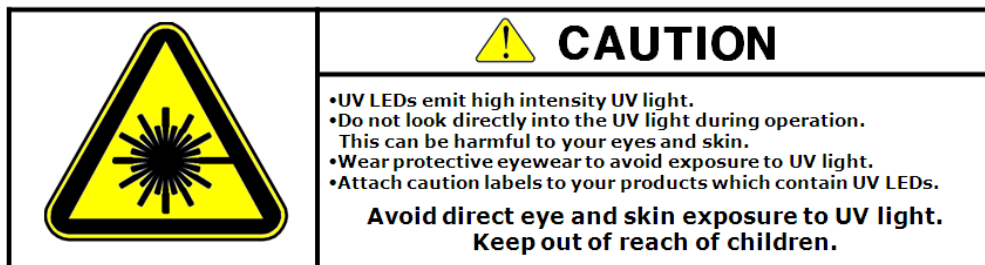 CAUTION
•UV LEDs emit high intensity UV light.
•Do not look directly into the UV light during operation.
This can be harmful to your eyes and skin.
•Wear protective eyewear to avoid exposure to UV light.
•Attach caution labels to your products which contain UV LEDs.
Avoid direct eye and skin exposure to UV light.
Keep out of reach of children.